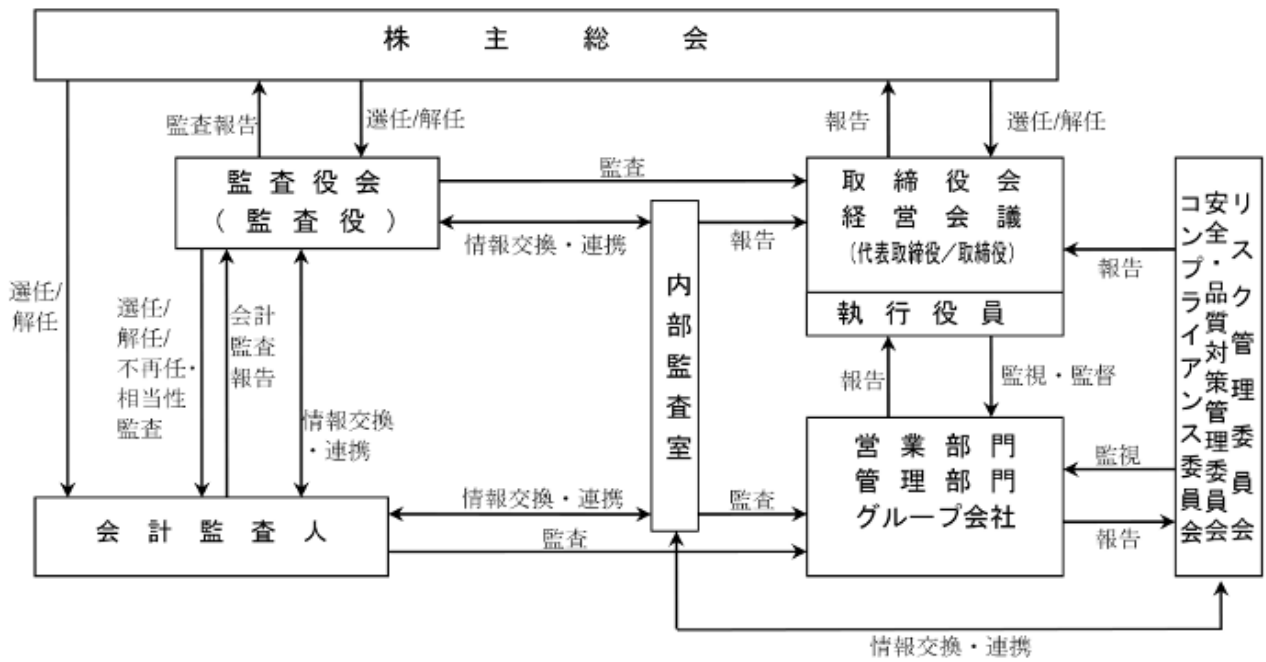 株主総会
監査報告
選任/解任
報告
選任/解任
監査役会
(監査役)
監査
取締役会
経営会議
(代表取締役/取締役)
執行役員
情報交換・連携
報告
内部監査室
リスク管理委員会
安全・品質対策管理委員会
コンプライアンス委員会
報告
選任/
解任
選任/
解任/
不再任・
相当性
監査
会計
監査
報告
情報交換
・連携
報告
監視・監督
営業部門
管理部門
グループ会社
監視
報告
会計監査人
情報交換・連携
監査
監査
情報交換・連携